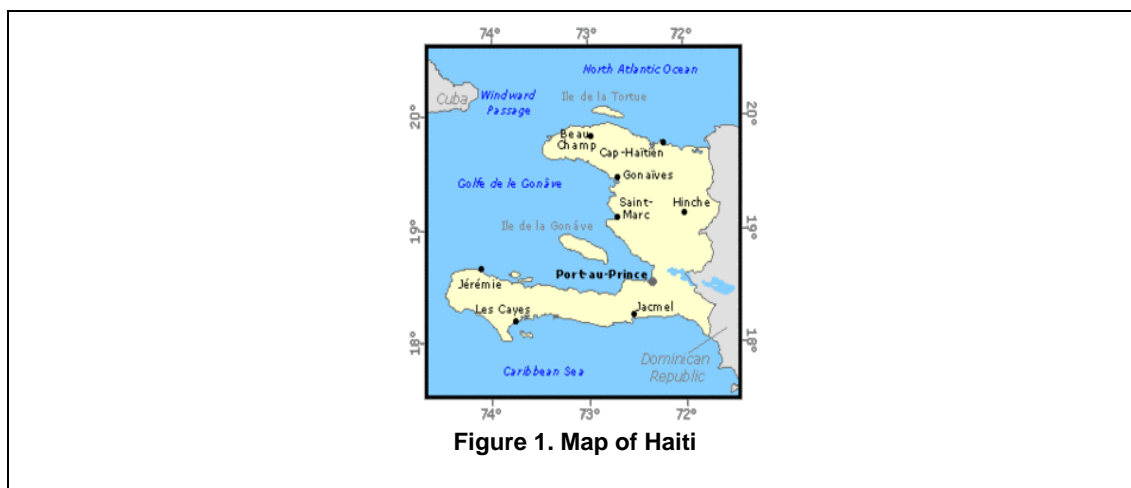 74° 73° 72°
North Atlantic Ocean
Cuba
Windward
Passage
Ile de la Tortue
20° 20°
Beau
Champ
Cap-Haïtien
Golfe de le Gonâve
Gonaïves
Saint-
Marc
Hinche
Ile de la Gonâve
19° 19°
Port-au-Prince
Jérémie
Les Cayes
Jacmel
18° 18°
Dominican
Republic
Caribbean Sea
74° 73° 72°
Figure 1. Map of Haiti